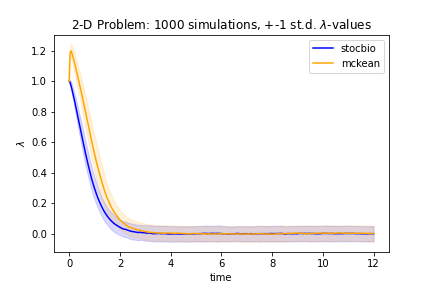 2-D Problem: 1000 simulations, +-1 st.d. λ-values
stocbio
mckean
λ
1.2
1.0
0.8
0.6
0.4
0.2
0.0
0 2 4 6 8 10 12
time